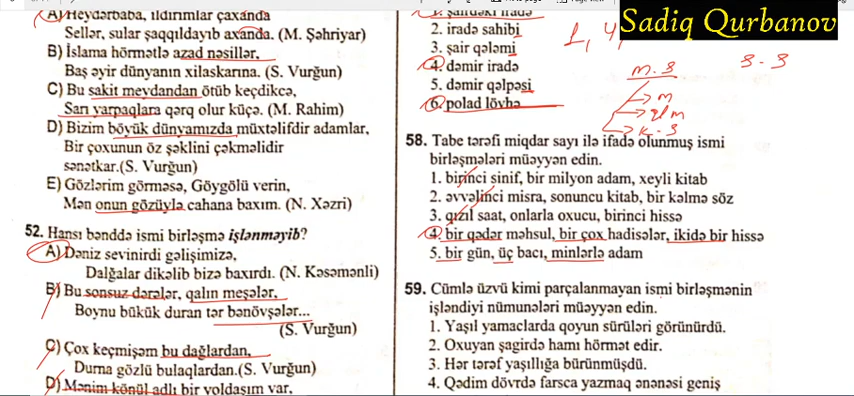 A) Heydərbaba, ildırımlar çaxanda
Sellər, sular şaqqıldayıb axanda. (M. Şəhriyar)
B) İslama hörmətlə azad nəsillər,
Baş əyir dünyanın xilaskarına. (S. Vurğun)
C) Bu sakit meydandan ötüb keçdikcə,
Sarı yarpaqlara qərq olur küçə. (M. Rahim)
D) Bizim böyük dünyamızda müxtəlifdir adamlar,
Bir çoxunun öz şəklini çəkməlidir
sənətkar.(S. Vurğun)
E) Gözlərim görməsə, Göygölü verin,
Mən onun gözüylə cahana baxım. (N. Xəzri)
52. Hansı bənddə ismi birləşmə işlənməyib?
A) Dəniz sevinirdi gəlişimizə,
Dalğalar dikəlib bizə baxırdı. (N. Kəsəmənli)
B) Bu sonsuz dərələr, qalın meşələr,
Boynu bükük duran tər bənövşələr...
(S. Vurğun)
C) Çox keçmişəm bu dağlardan,
Durna gözlü bulaqlardan.(S. Vurğun)
D) Mənim könül adlı bir yoldaşım var,
Sadiq Qurbanov
1. şairdəki iradə
2. iradə sahibi
3. şair qələmi
4. dəmir iradə
5. dəmir qəlpəsi
6. polad lövhə
1, 4,
m.s
3-3
m
qlm
k-s
58. Tabe tərəfi miqdar sayı ilə ifadə olunmuş ismi
birləşmələri müəyyən edin.
1. birinci sinif, bir milyon adam, xeyli kitab
2. əvvəlinci misra, sonuncu kitab, bir kəlmə söz
3. qızıl saat, onlarla oxucu, birinci hissə
4. bir qədər məhsul, bir çox hadisələr, ikidə bir hissə
5. bir gün, üç bacı, minlərlə adam
59. Cümlə üzvü kimi parçalanmayan ismi birləşmənin
işləndiyi nümunələri müəyyən edin.
1. Yaşıl yamaclarda qoyun sürüləri görünürdü.
2. Oxuyan şagirdə hamı hörmət edir.
3. Hər tərəf yaşıllığa bürünmüşdü.
4. Qədim dövrdə farsca yazmaq ənənəsi geniş